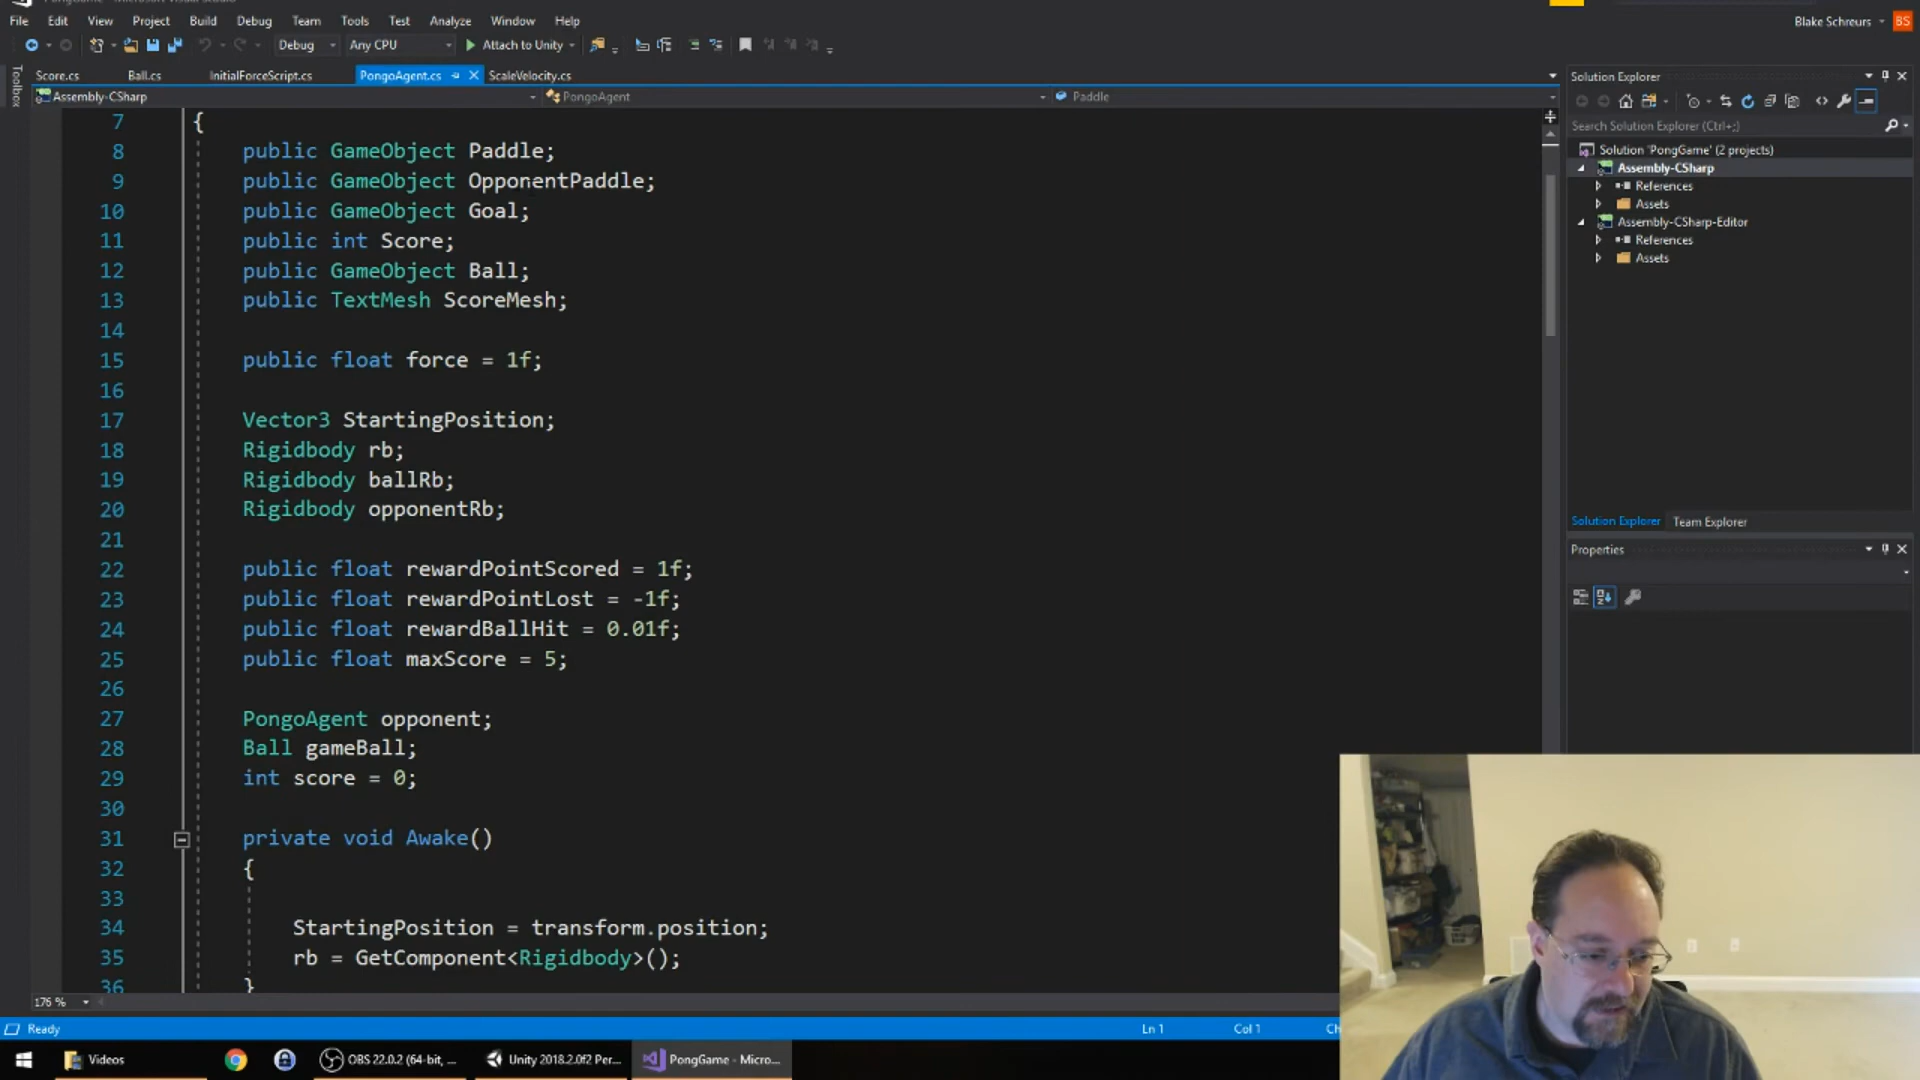 File Edit View Project Build Debug Team Tools Test Analyze Window Help
Blake Schreurs BS
Debug Any CPU Attach to Unity
Score.cs Ball.cs InitialForceScript.cs PongoAgent.cs ScaleVelocity.cs
Toolbox
Assembly-CSharp PongoAgent Paddle
7 {
8 public GameObject Paddle;
9 public GameObject OpponentPaddle;
10 public GameObject Goal;
11 public int Score;
12 public GameObject Ball;
13 public TextMesh ScoreMesh;
14
15 public float force = 1f;
16
17 Vector3 StartingPosition;
18 Rigidbody rb;
19 Rigidbody ballRb;
20 Rigidbody opponentRb;
21
22 public float rewardPointScored = 1f;
23 public float rewardPointLost = -1f;
24 public float rewardBallHit = 0.01f;
25 public float maxScore = 5;
26
27 PongoAgent opponent;
28 Ball gameBall;
29 int score = 0;
30
31 private void Awake()
32 {
33
34 StartingPosition = transform.position;
35 rb = GetComponent<Rigidbody>();
36 }
176 %
Solution Explorer
Search Solution Explorer (Ctrl+;)
Solution 'PongGame' (2 projects)
Assembly-CSharp
References
Assets
Assembly-CSharp-Editor
References
Assets
Solution Explorer Team Explorer
Properties
Ready Ln 1 Col 1 Ch
Videos OBS 22.0.2 (64-bit, ... Unity 2018.2.0f2 Per... PongGame - Micro...